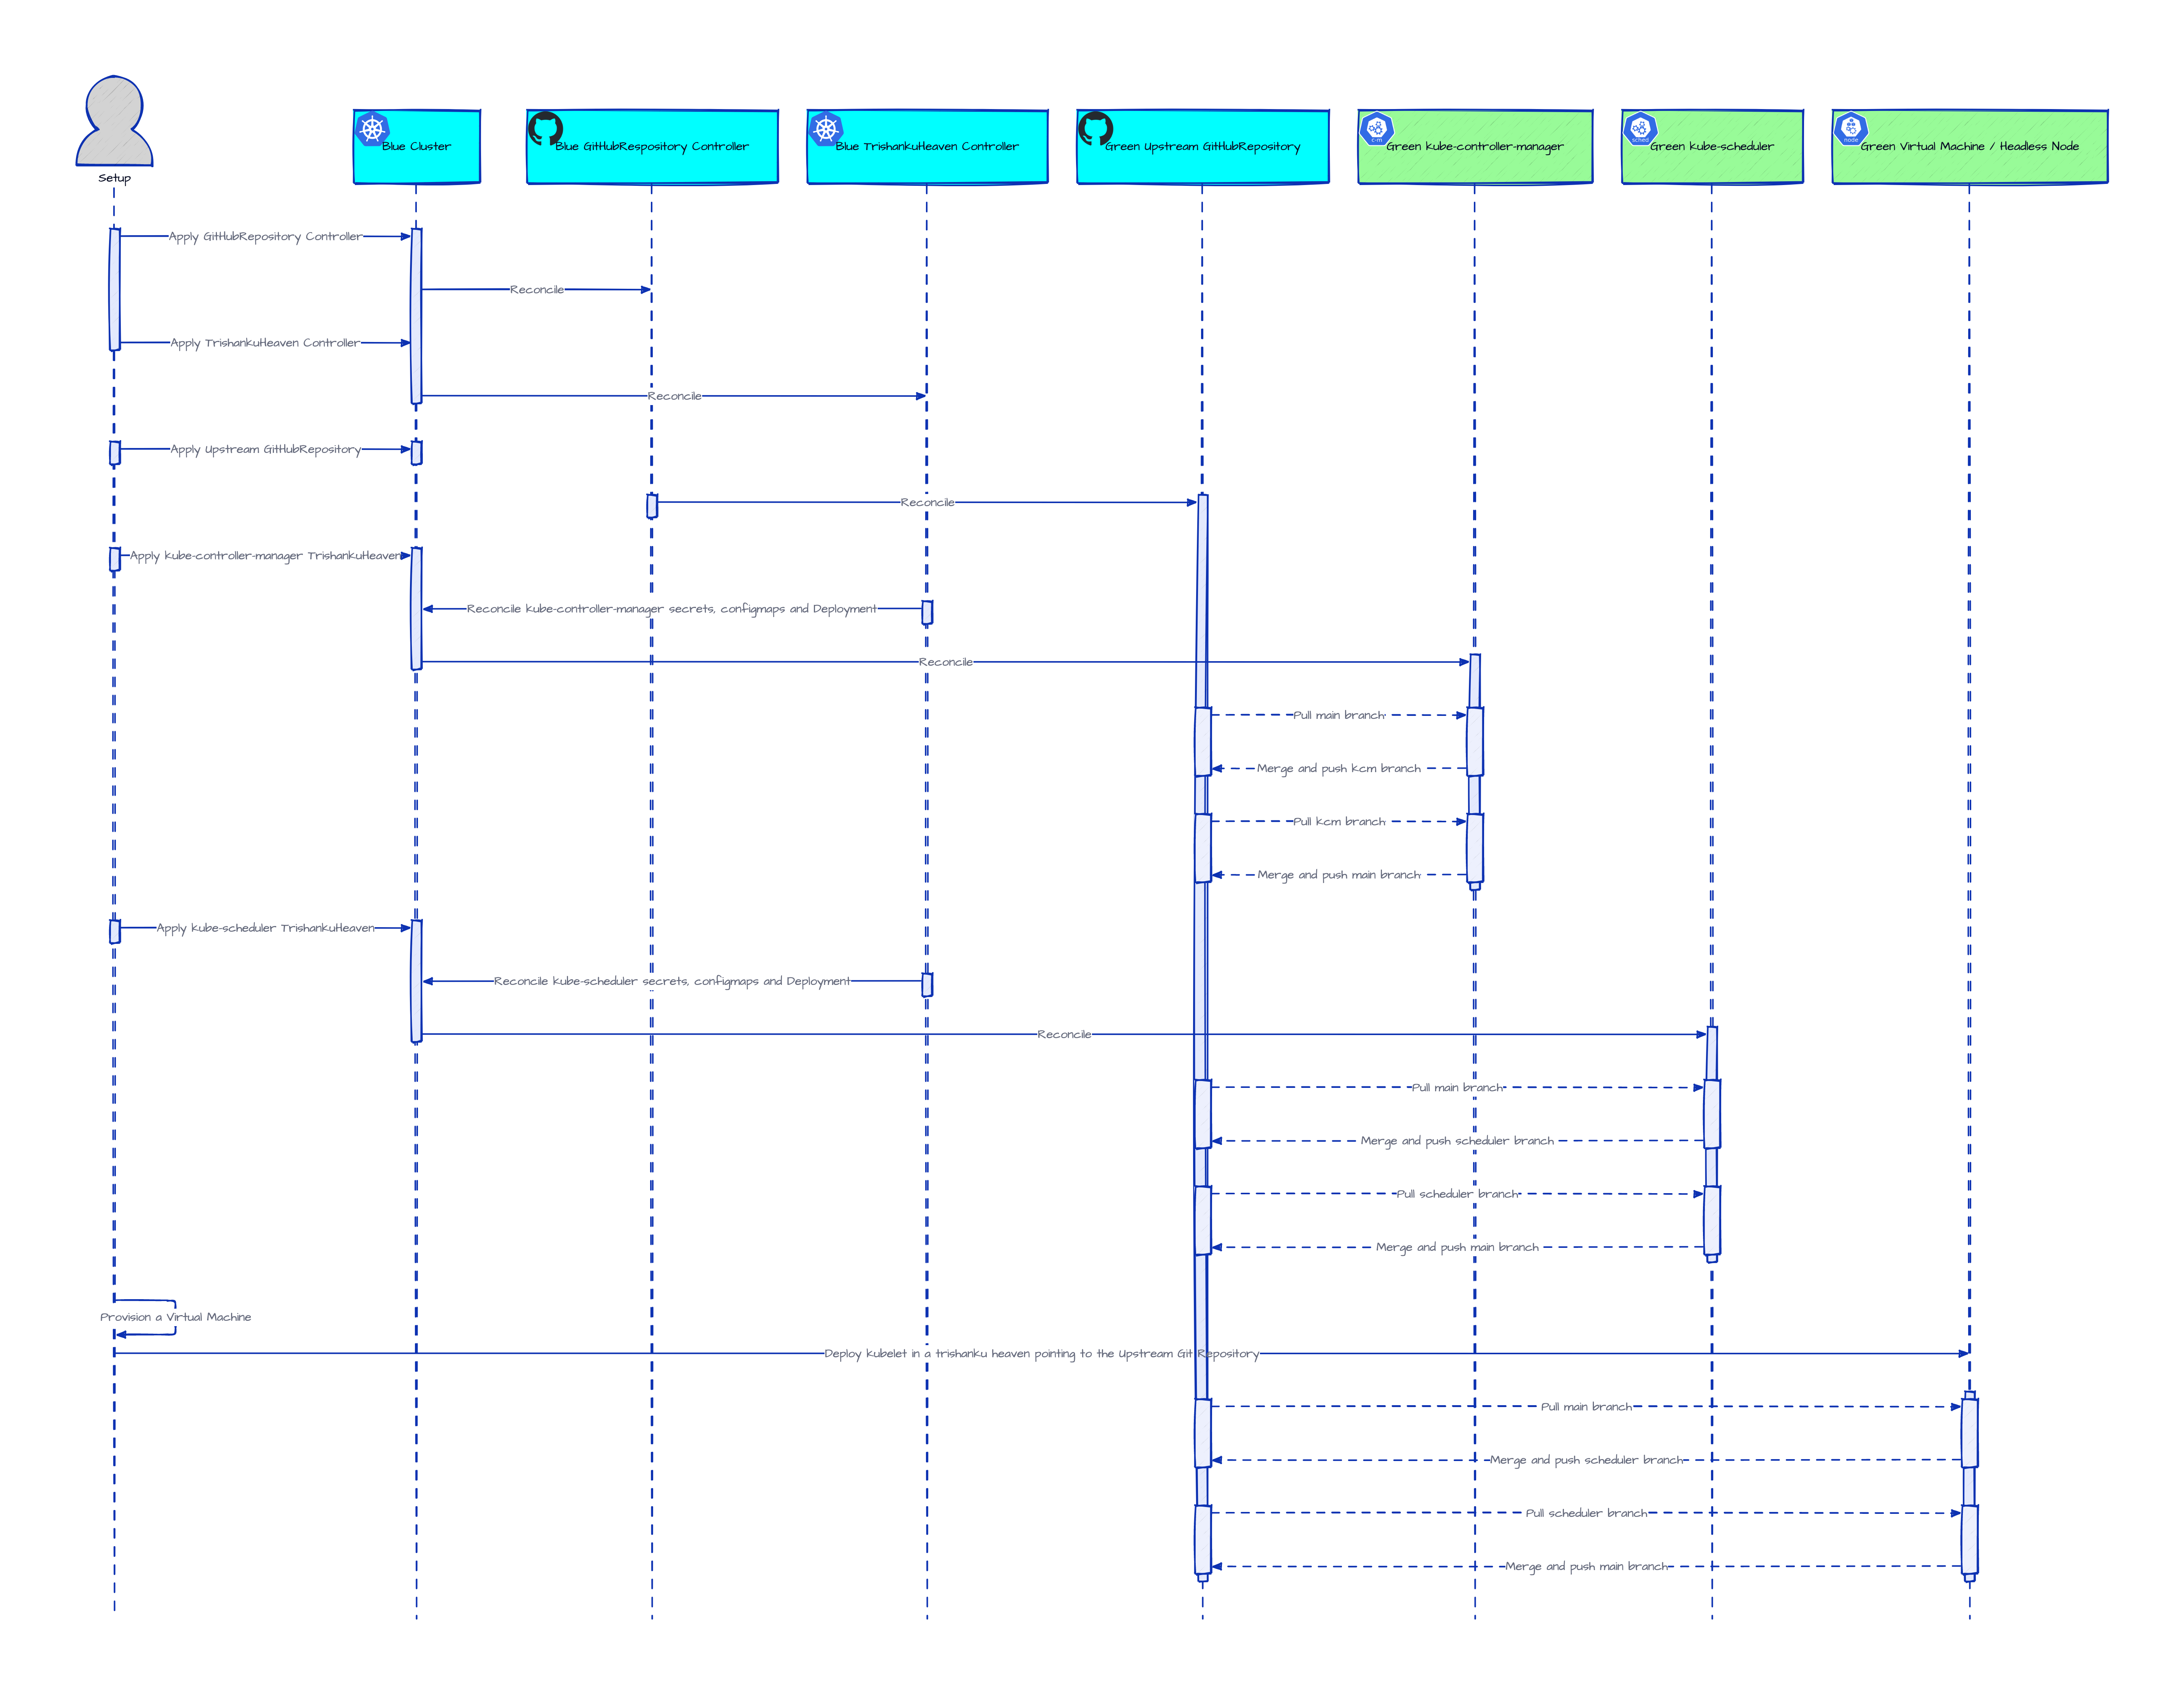 Setup
Blue Cluster
Blue GitHubRespository Controller
Blue TrishankuHeaven Controller
Green Upstream GitHubRepository
c-m
Green kube-controller-manager
sched
Green kube-scheduler
node
Green Virtual Machine / Headless Node
Apply GitHubRepository Controller
Reconcile
Apply TrishankuHeaven Controller
Reconcile
Apply Upstream GitHubRepository
Reconcile
Apply kube-controller-manager TrishankuHeaven
Reconcile kube-controller-manager secrets, configmaps and Deployment
Reconcile
Pull main branch
Merge and push kcm branch
Pull kcm branch
Merge and push main branch
Apply kube-scheduler TrishankuHeaven
Reconcile kube-scheduler secrets, configmaps and Deployment
Reconcile
Pull main branch
Merge and push scheduler branch
Pull scheduler branch
Merge and push main branch
Provision a Virtual Machine
Deploy kubelet in a trishanku heaven pointing to the Upstream Git Repository
Pull main branch
Merge and push scheduler branch
Pull scheduler branch
Merge and push main branch